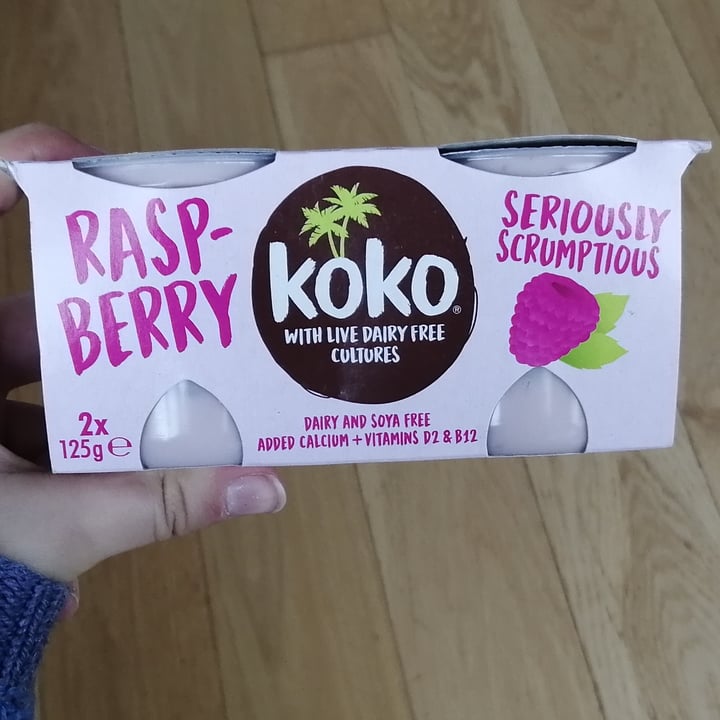 RASP-
BERRY
2x
125g ℮
koko®
WITH LIVE DAIRY FREE
CULTURES
DAIRY AND SOYA FREE
ADDED CALCIUM + VITAMINS D2 & B12
SERIOUSLY
SCRUMPTIOUS